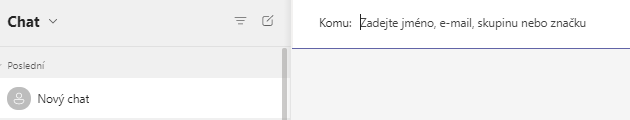 Chat
Komu: Zadejte jméno, e-mail, skupinu nebo značku
Poslední
Nový chat